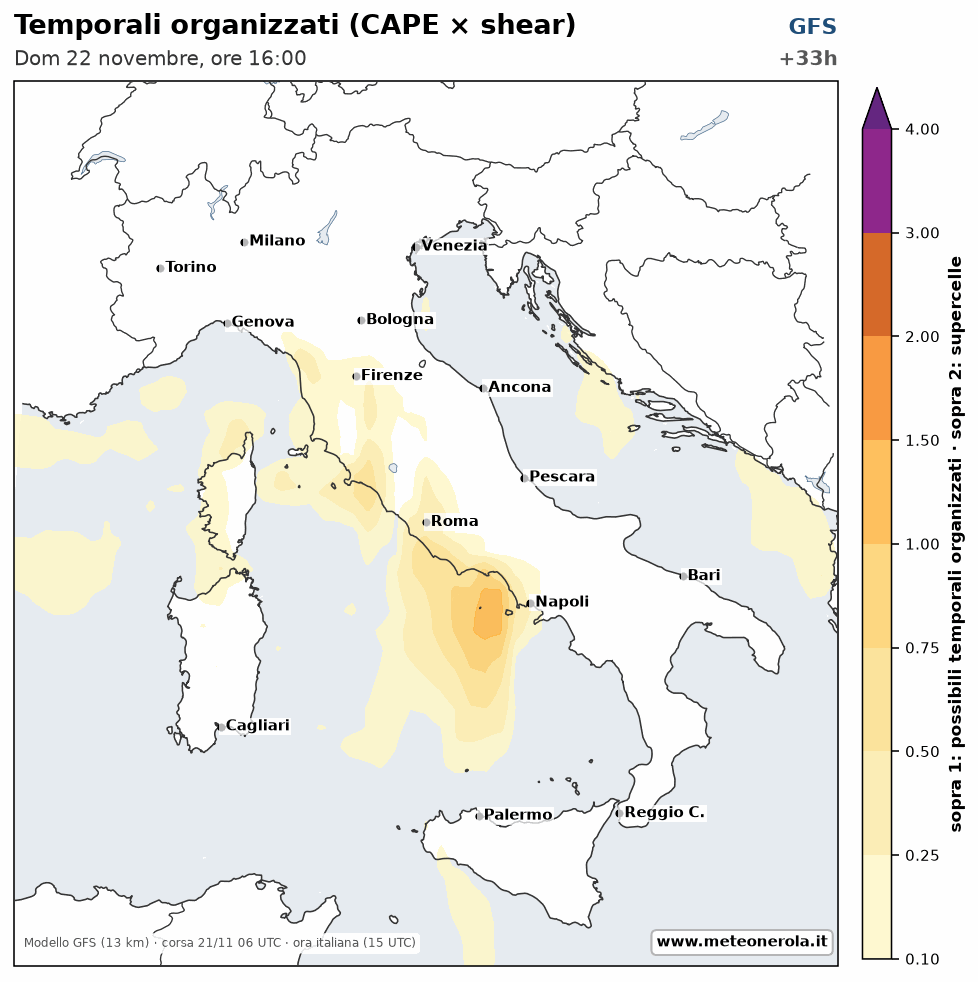 Temporali organizzati (CAPE × shear)
GFS
Dom 22 novembre, ore 16:00
+33h
Milano
Venezia
Torino
Genova
Bologna
Firenze
Ancona
Pescara
Roma
Bari
Napoli
Cagliari
Palermo
Reggio C.
4.00
3.00
2.00
1.50
1.00
0.75
0.50
0.25
0.10
sopra 1: possibili temporali organizzati · sopra 2: supercelle
Modello GFS (13 km) · corsa 21/11 06 UTC · ora italiana (15 UTC)
www.meteonerola.it